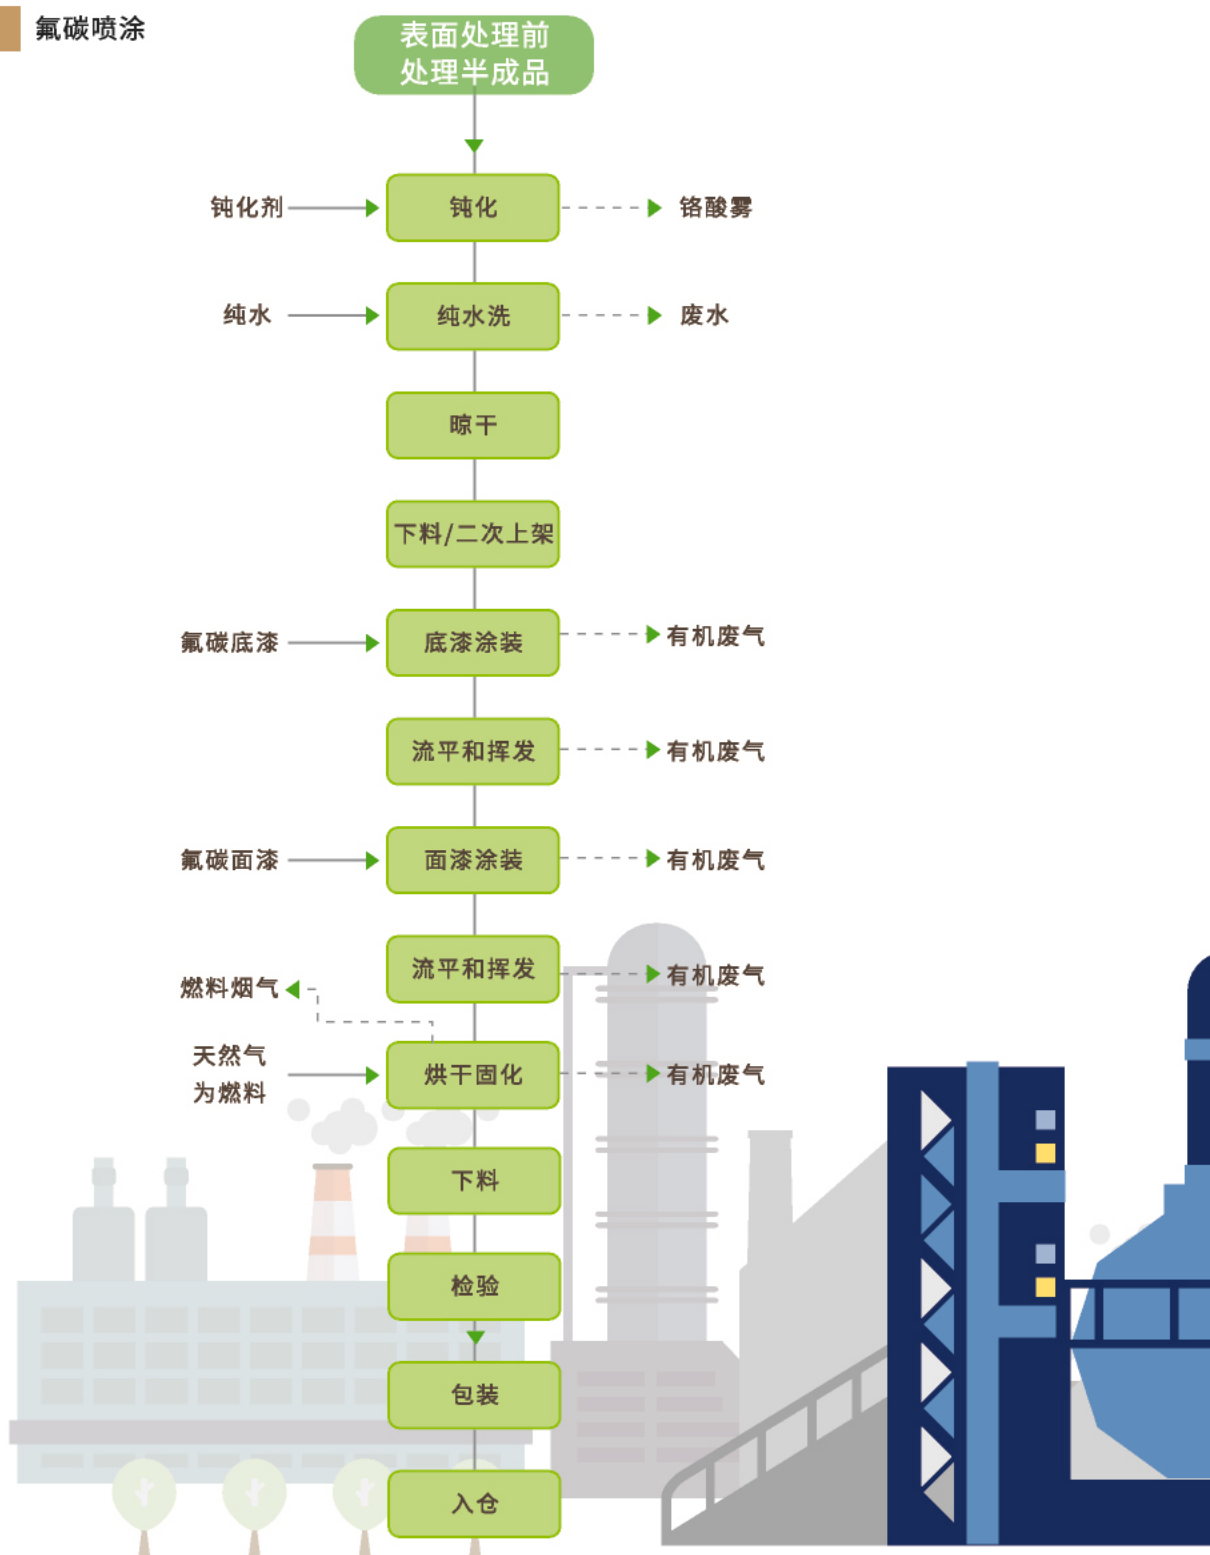 氟碳喷涂
表面处理前
处理半成品
钝化剂
钝化
铬酸雾
纯水
纯水洗
废水
晾干
下料/二次上架
氟碳底漆
底漆涂装
有机废气
流平和挥发
有机废气
氟碳面漆
面漆涂装
有机废气
流平和挥发
有机废气
燃料烟气
天然气
为燃料
烘干固化
有机废气
下料
检验
包装
入仓